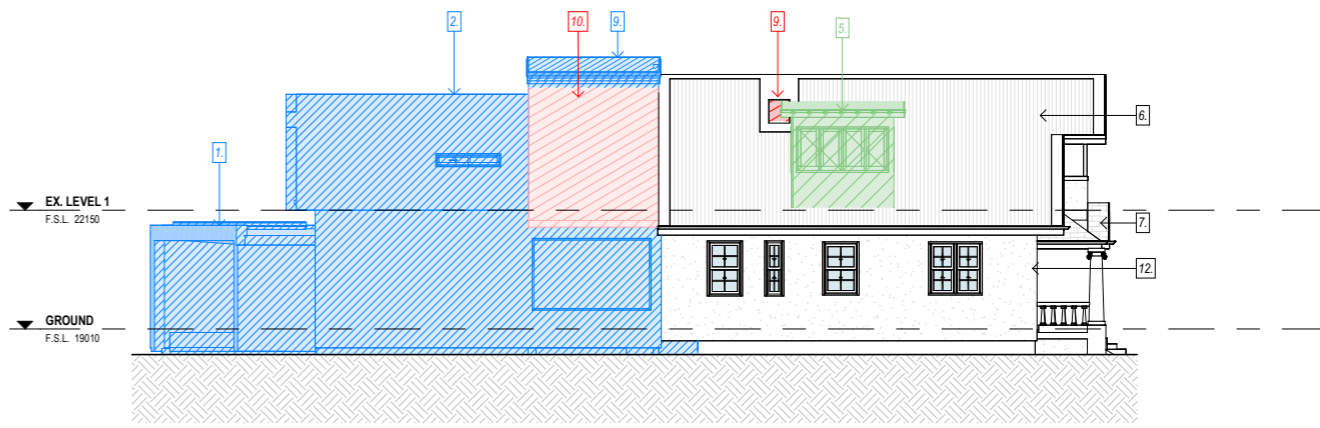 2.
10.
9.
9.
5.
6.
1.
EX. LEVEL 1
F.S.L. 22150
7.
12.
GROUND
F.S.L. 19010